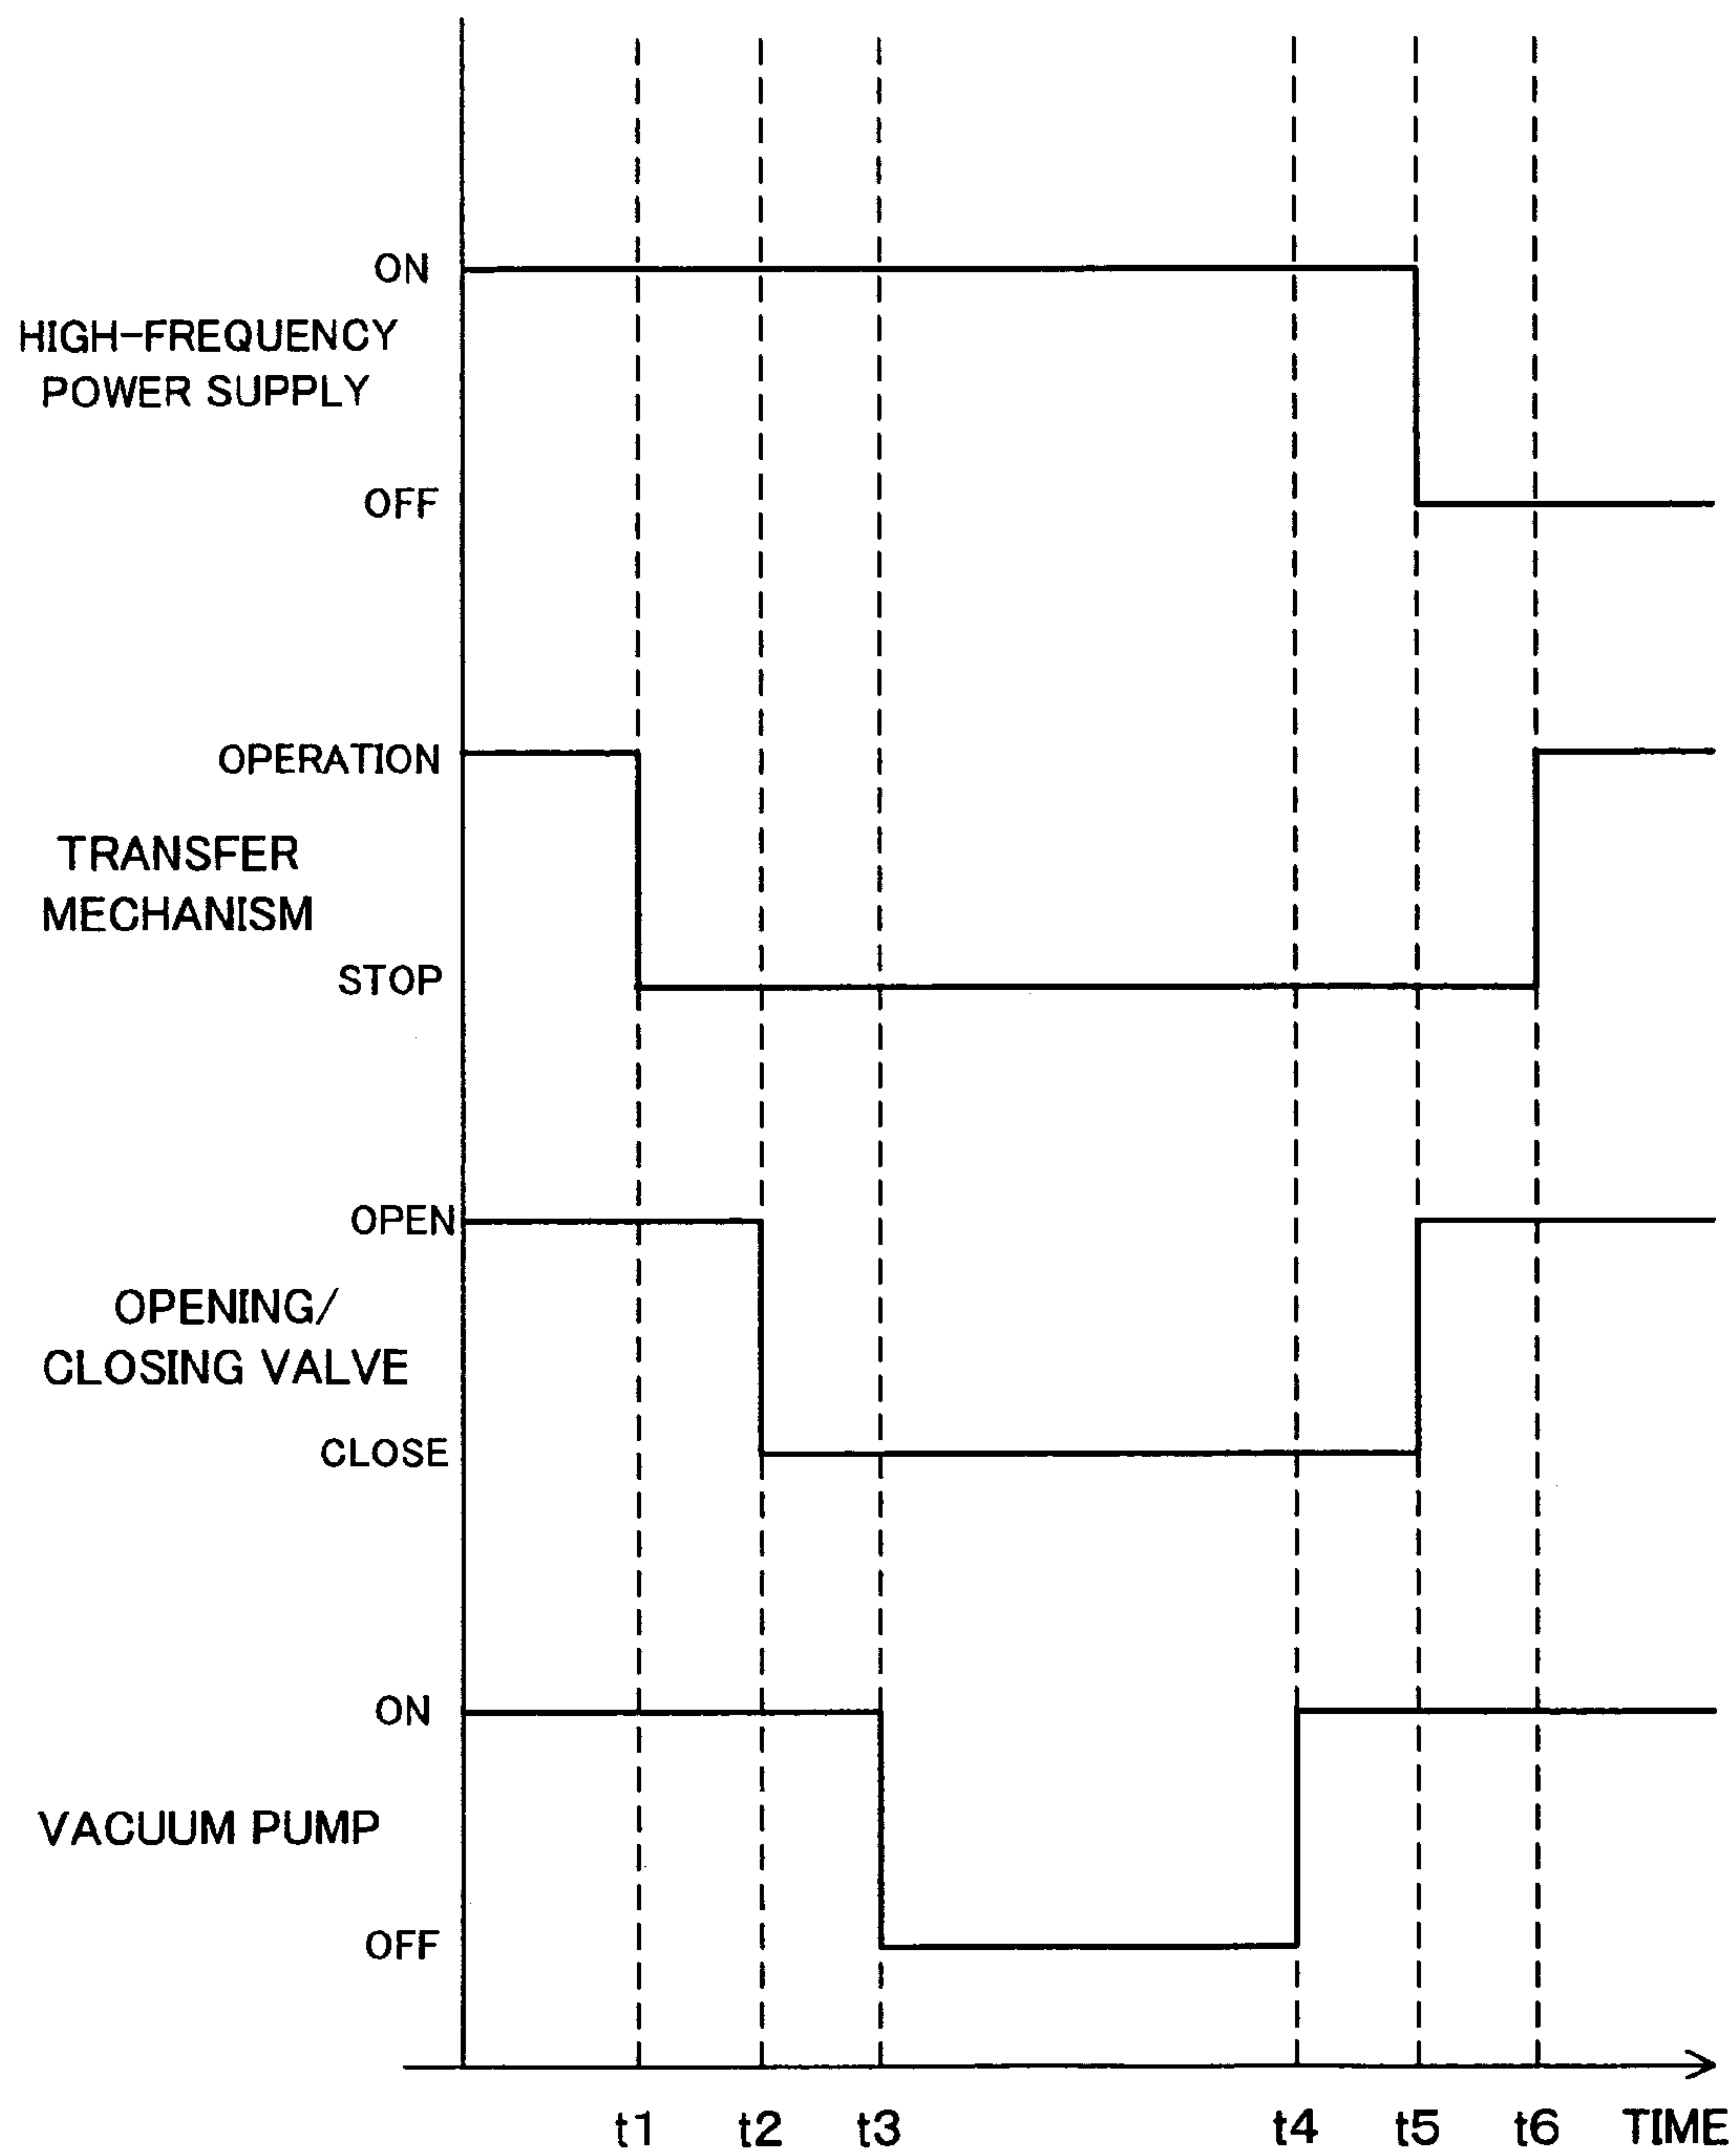 ON
HIGH-FREQUENCY
POWER SUPPLY
OFF
OPERATION
TRANSFER
MECHANISM
STOP
OPEN
OPENING/
CLOSING VALVE
CLOSE
ON
VACUUM PUMP
OFF
t1 t2 t3 t4 t5 t6 TIME